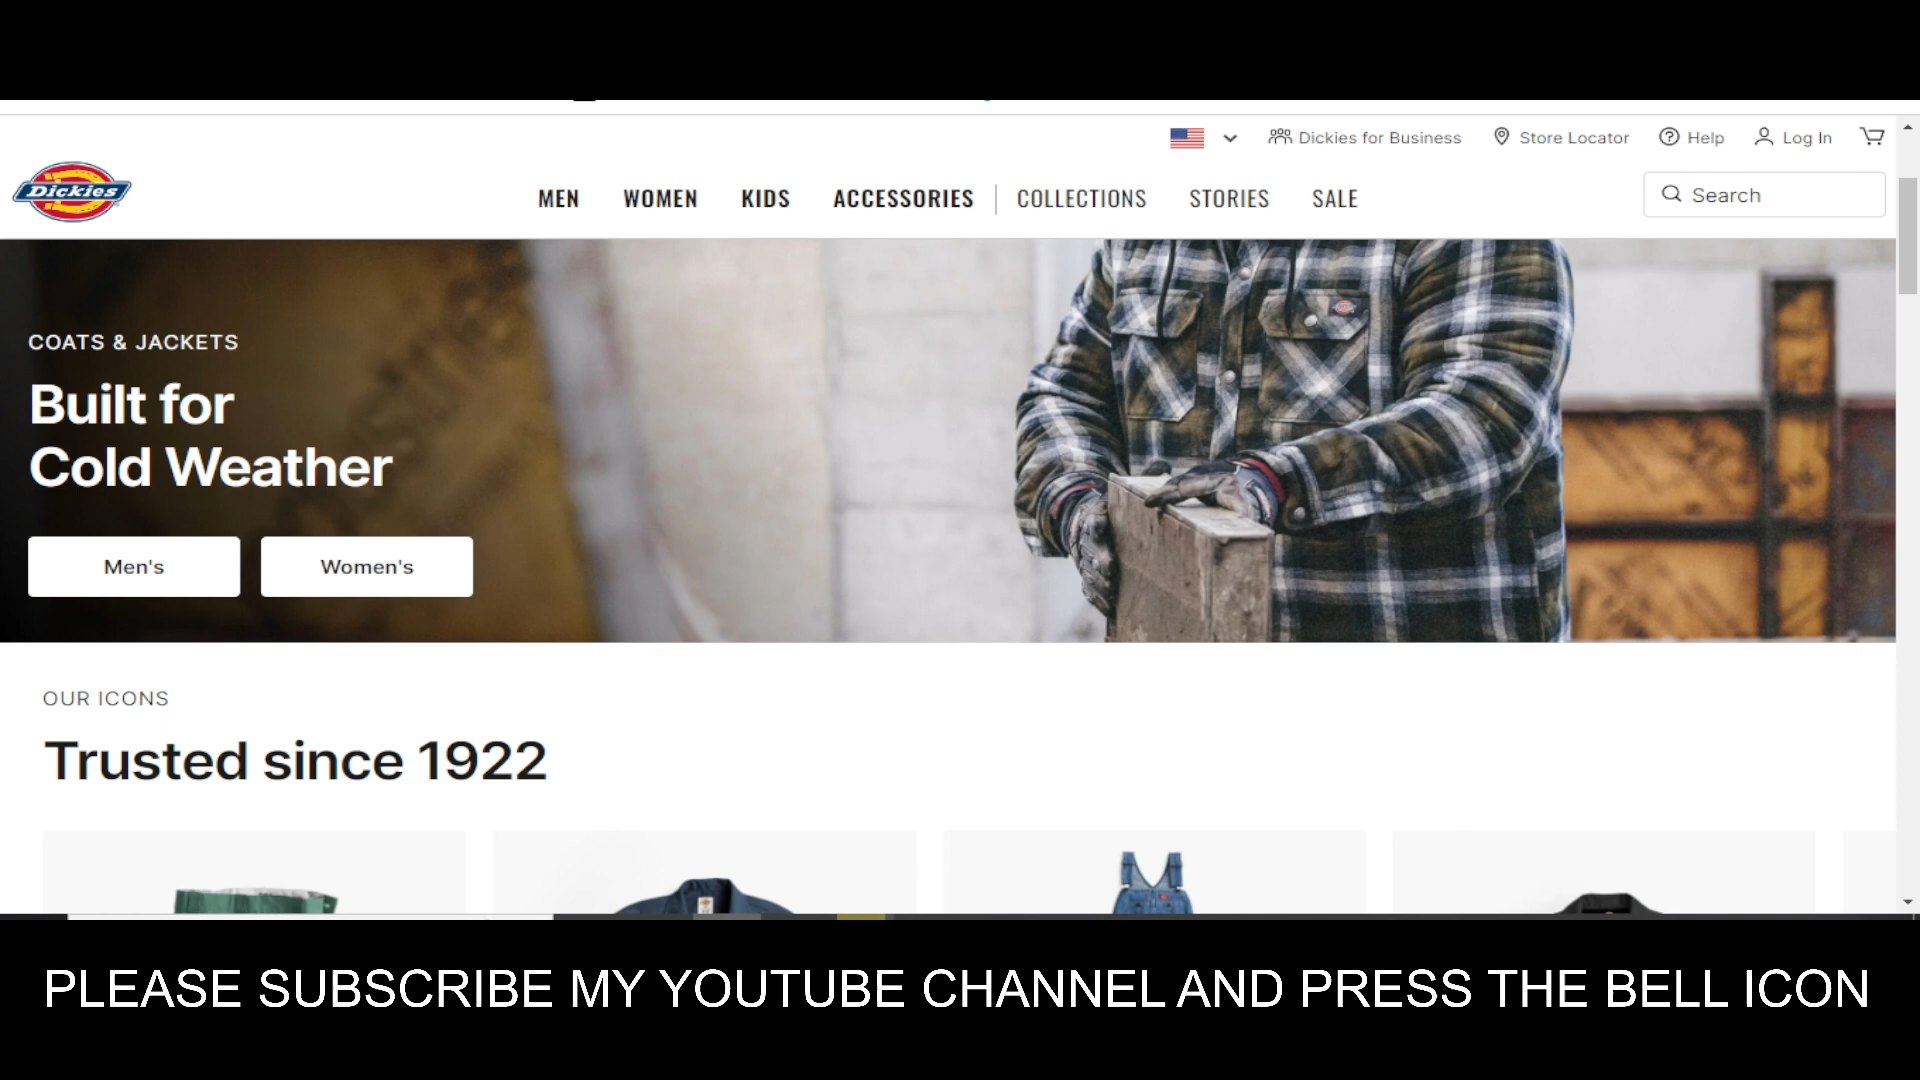 Dickies for Business
Store Locator
Help
Log In
Dickies
MEN
WOMEN
KIDS
ACCESSORIES
COLLECTIONS
STORIES
SALE
Search
COATS & JACKETS
Built for
Cold Weather
Men's
Women's
OUR ICONS
Trusted since 1922
PLEASE SUBSCRIBE MY YOUTUBE CHANNEL AND PRESS THE BELL ICON